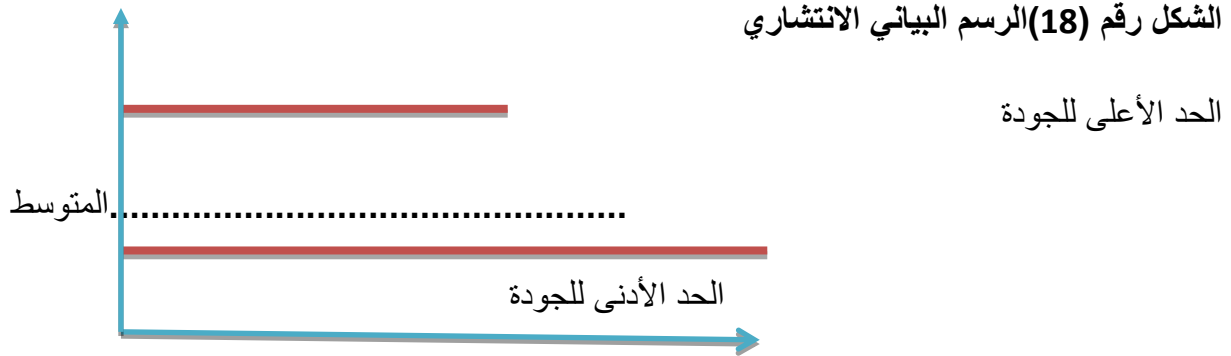 الشكل رقم (18)الرسم البياني الانتشاري
الحد الأعلى للجودة
المتوسط..................................................
الحد الأدنى للجودة